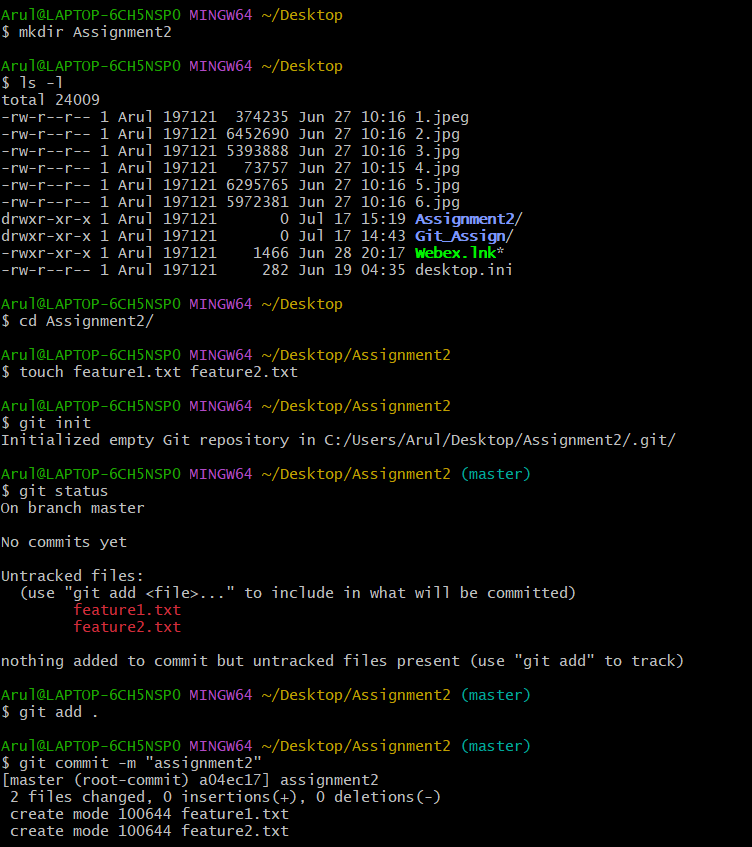 Arul@LAPTOP-6CH5NSP0 MINGW64 ~/Desktop
$ mkdir Assignment2

Arul@LAPTOP-6CH5NSP0 MINGW64 ~/Desktop
$ ls -l
total 24009
-rw-r--r-- 1 Arul 197121  374235 Jun 27 10:16 1.jpeg
-rw-r--r-- 1 Arul 197121 6452690 Jun 27 10:16 2.jpg
-rw-r--r-- 1 Arul 197121 5393888 Jun 27 10:16 3.jpg
-rw-r--r-- 1 Arul 197121   73757 Jun 27 10:15 4.jpg
-rw-r--r-- 1 Arul 197121 6295765 Jun 27 10:16 5.jpg
-rw-r--r-- 1 Arul 197121 5972381 Jun 27 10:16 6.jpg
drwxr-xr-x 1 Arul 197121       0 Jul 17 15:19 Assignment2/
drwxr-xr-x 1 Arul 197121       0 Jul 17 14:43 Git_Assign/
-rwxr-xr-x 1 Arul 197121    1466 Jun 28 20:17 Webex.lnk*
-rw-r--r-- 1 Arul 197121     282 Jun 19 04:35 desktop.ini

Arul@LAPTOP-6CH5NSP0 MINGW64 ~/Desktop
$ cd Assignment2/

Arul@LAPTOP-6CH5NSP0 MINGW64 ~/Desktop/Assignment2
$ touch feature1.txt feature2.txt

Arul@LAPTOP-6CH5NSP0 MINGW64 ~/Desktop/Assignment2
$ git init
Initialized empty Git repository in C:/Users/Arul/Desktop/Assignment2/.git/

Arul@LAPTOP-6CH5NSP0 MINGW64 ~/Desktop/Assignment2 (master)
$ git status
On branch master

No commits yet

Untracked files:
  (use "git add <file>..." to include in what will be committed)
        feature1.txt
        feature2.txt

nothing added to commit but untracked files present (use "git add" to track)

Arul@LAPTOP-6CH5NSP0 MINGW64 ~/Desktop/Assignment2 (master)
$ git add .

Arul@LAPTOP-6CH5NSP0 MINGW64 ~/Desktop/Assignment2 (master)
$ git commit -m "assignment2"
[master (root-commit) a04ec17] assignment2
 2 files changed, 0 insertions(+), 0 deletions(-)
 create mode 100644 feature1.txt
 create mode 100644 feature2.txt